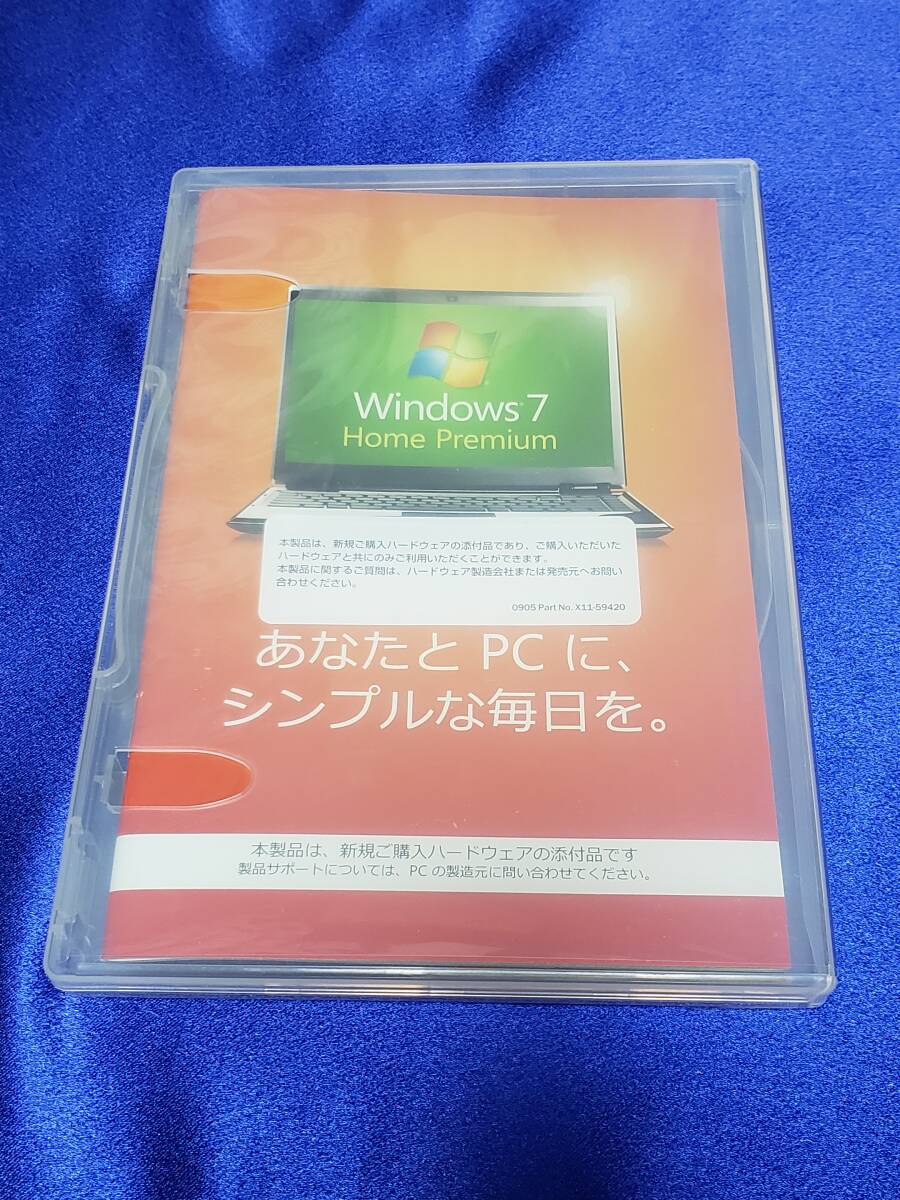 Windows 7
Home Premium
本製品は、新規ご購入ハードウェアの添付品であり、ご購入いただいた
ハードウェアと共にのみご利用いただくことができます。
本製品に関するご質問は、ハードウェア製造会社または発売元へお問い
合わせください。
0905 Part No. X11-59420
あなたと PC に、
シンプルな毎日を。
本製品は、新規ご購入ハードウェアの添付品です
製品サポートについては、PC の製造元に問い合わせてください。